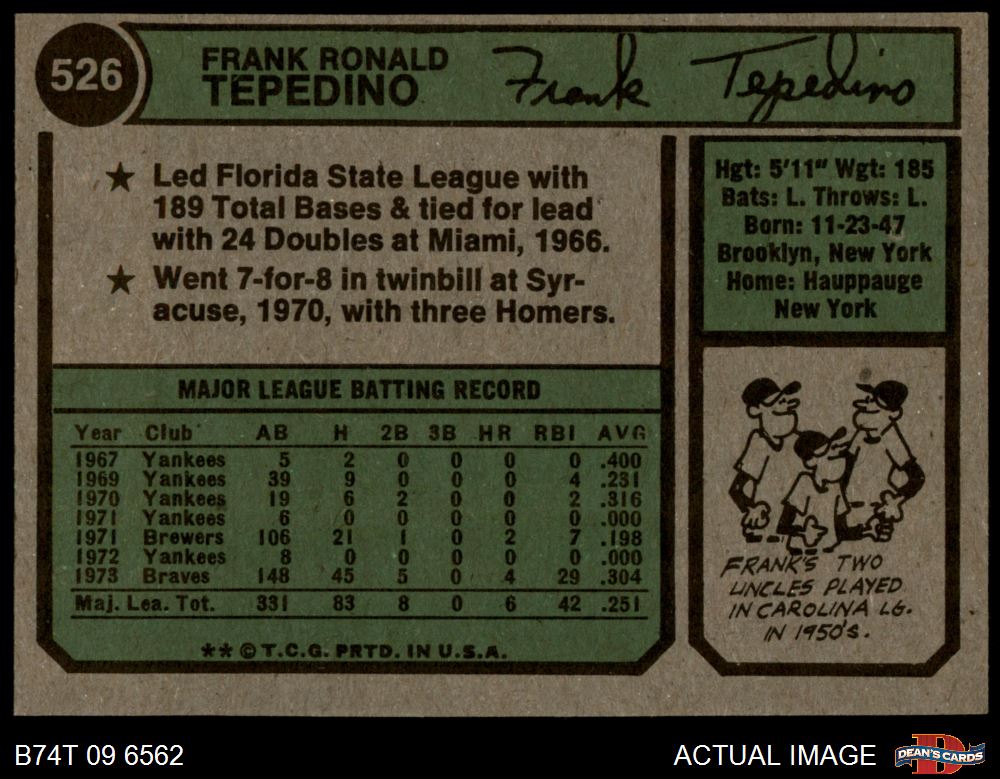 526
FRANK RONALD
TEPEDINO
Frank Tepedino
★ Led Florida State League with
189 Total Bases & tied for lead
with 24 Doubles at Miami, 1966.
★ Went 7-for-8 in twinbill at Syr-
acuse, 1970, with three Homers.
Hgt: 5'11" Wgt: 185
Bats: L. Throws: L.
Born: 11-23-47
Brooklyn, New York
Home: Hauppauge
New York
MAJOR LEAGUE BATTING RECORD
Year Club AB H 2B 3B HR RBI AVG
1967 Yankees 5 2 0 0 0 0 .400
1969 Yankees 39 9 0 0 0 4 .231
1970 Yankees 19 6 2 0 0 2 .316
1971 Yankees 6 0 0 0 0 0 .000
1971 Brewers 106 21 1 0 2 7 .198
1972 Yankees 8 0 0 0 0 0 .000
1973 Braves 148 45 5 0 4 29 .304
Maj. Lea. Tot. 331 83 8 0 6 42 .251
** © T.C.G. PRTD. IN U.S.A.
FRANK'S TWO
UNCLES PLAYED
IN CAROLINA LG.
IN 1950'S.
B74T 09 6562
ACTUAL IMAGE
DEAN'S CARDS